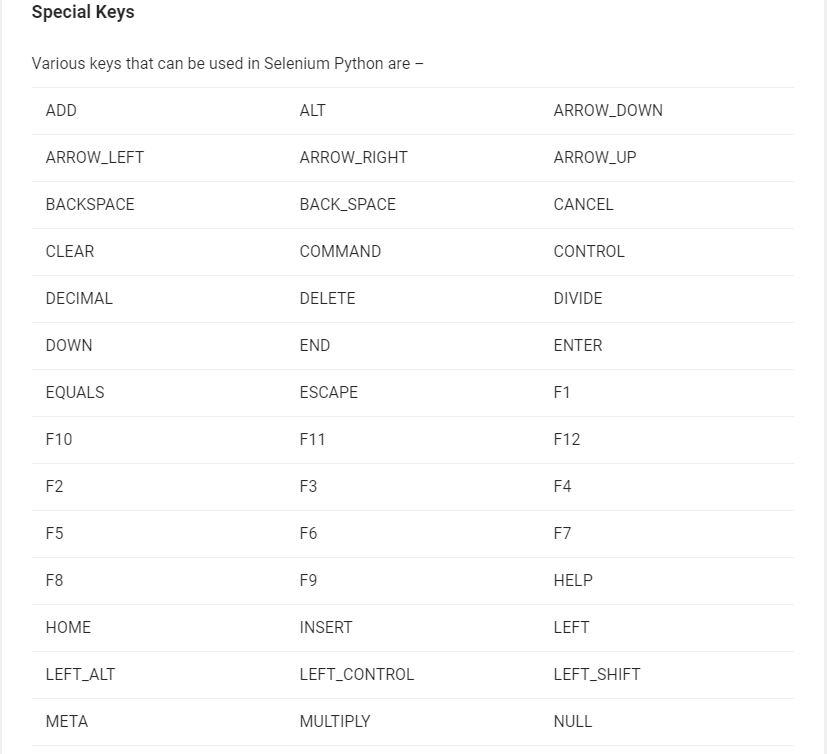 Special Keys
Various keys that can be used in Selenium Python are –
ADD ALT ARROW_DOWN
ARROW_LEFT ARROW_RIGHT ARROW_UP
BACKSPACE BACK_SPACE CANCEL
CLEAR COMMAND CONTROL
DECIMAL DELETE DIVIDE
DOWN END ENTER
EQUALS ESCAPE F1
F10 F11 F12
F2 F3 F4
F5 F6 F7
F8 F9 HELP
HOME INSERT LEFT
LEFT_ALT LEFT_CONTROL LEFT_SHIFT
META MULTIPLY NULL